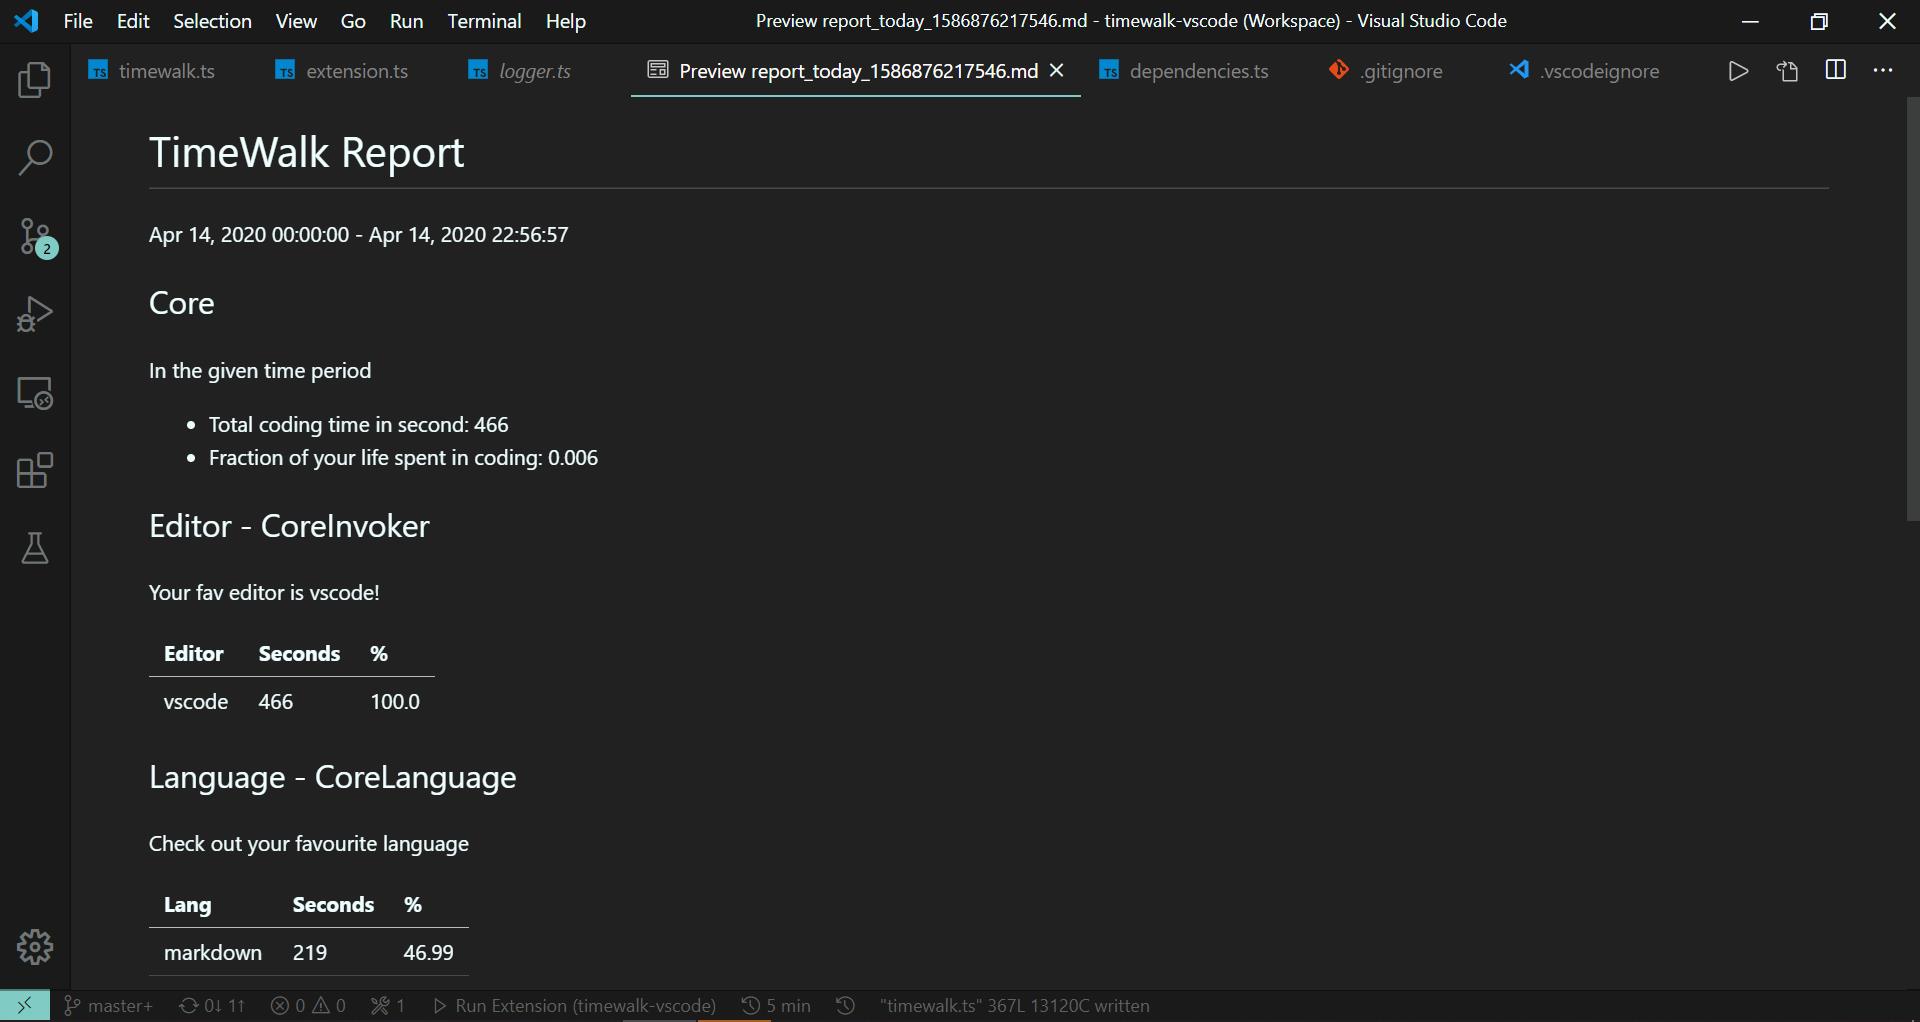 File Edit Selection View Go Run Terminal Help Preview report_today_1586876217546.md - timewalk-vscode (Workspace) - Visual Studio Code
TS timewalk.ts TS extension.ts TS logger.ts Preview report_today_1586876217546.md TS dependencies.ts .gitignore .vscodeignore
TimeWalk Report
Apr 14, 2020 00:00:00 - Apr 14, 2020 22:56:57
2
Core
In the given time period
• Total coding time in second: 466
• Fraction of your life spent in coding: 0.006
Editor - CoreInvoker
Your fav editor is vscode!
Editor Seconds %
vscode 466 100.0
Language - CoreLanguage
Check out your favourite language
Lang Seconds %
markdown 219 46.99
master+ 0↓ 1↑ 0 0 1 Run Extension (timewalk-vscode) 5 min "timewalk.ts" 367L 13120C written